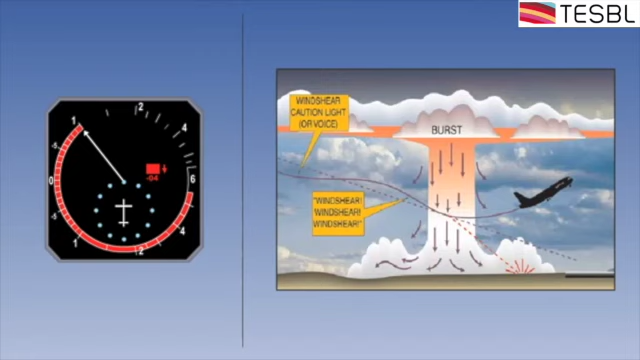 TESBL
WINDSHEAR
CAUTION LIGHT
(OR VOICE)
BURST
"WINDSHEAR!
WINDSHEAR!
WINDSHEAR!"
1
2
4
6
.5
0
.5
1
2
4
-04